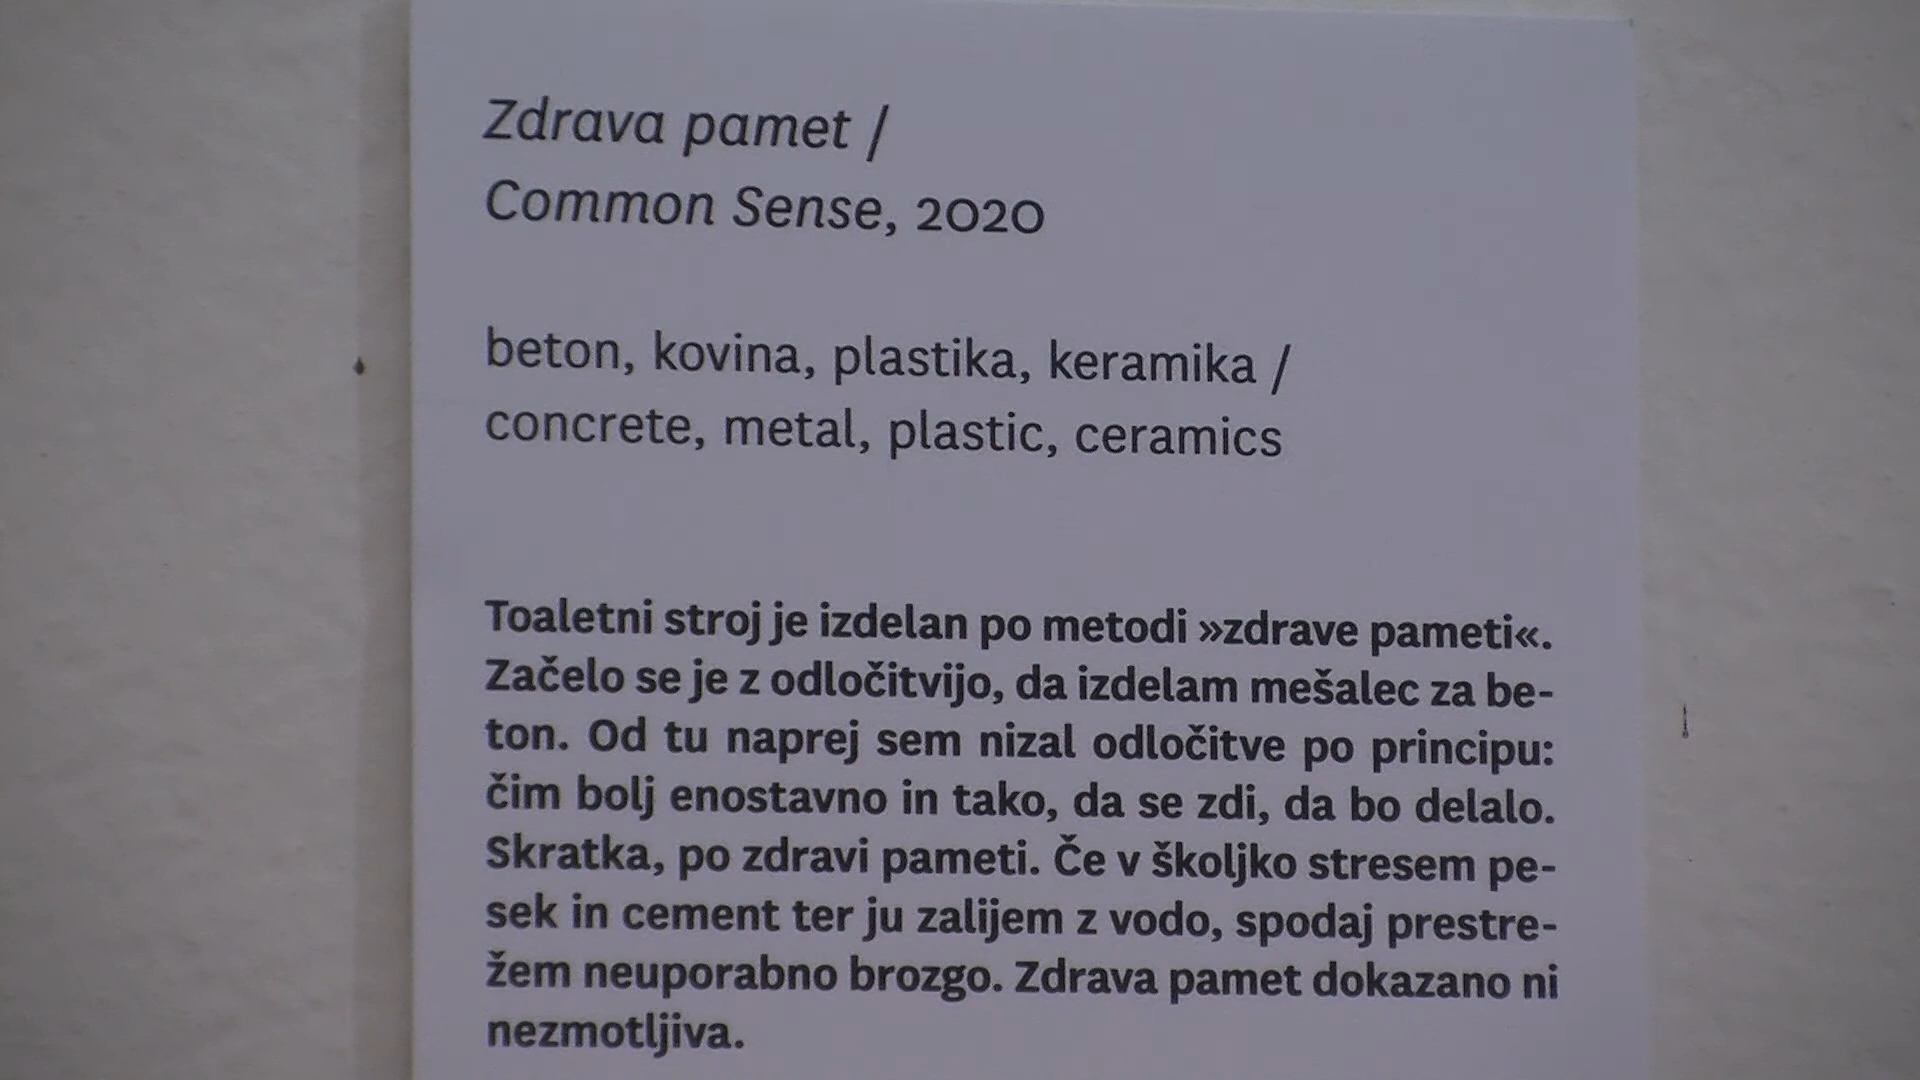 Zdrava pamet /
Common Sense, 2020
beton, kovina, plastika, keramika /
concrete, metal, plastic, ceramics
Toaletni stroj je izdelan po metodi »zdrave pameti«.
Začelo se je z odločitvijo, da izdelam mešalec za be-
ton. Od tu naprej sem nizal odločitve po principu:
čim bolj enostavno in tako, da se zdi, da bo delalo.
Skratka, po zdravi pameti. Če v školjko stresem pe-
sek in cement ter ju zalijem z vodo, spodaj prestre-
žem neuporabno brozgo. Zdrava pamet dokazano ni
nezmotljiva.